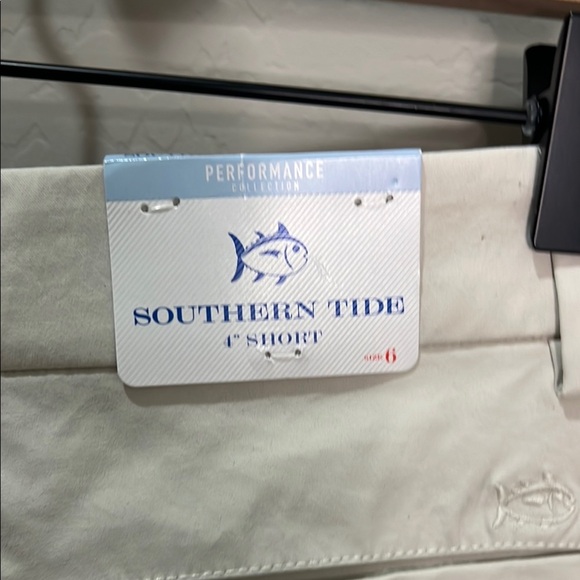 PERFORMANCE
COLLECTION
SOUTHERN TIDE
4" SHORT
SIZE: 6